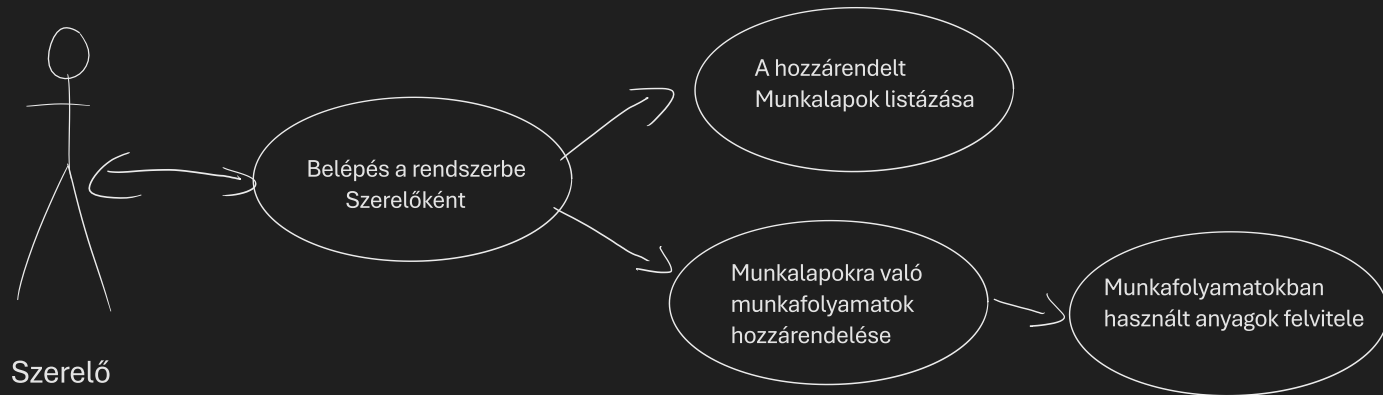 A hozzárendelt
Munkalapok listázása
Belépés a rendszerbe
Szerelőként
Munkalapokra való
munkafolyamatok
hozzárendelése
Munkafolyamatokban
használt anyagok felvitele
Szerelő